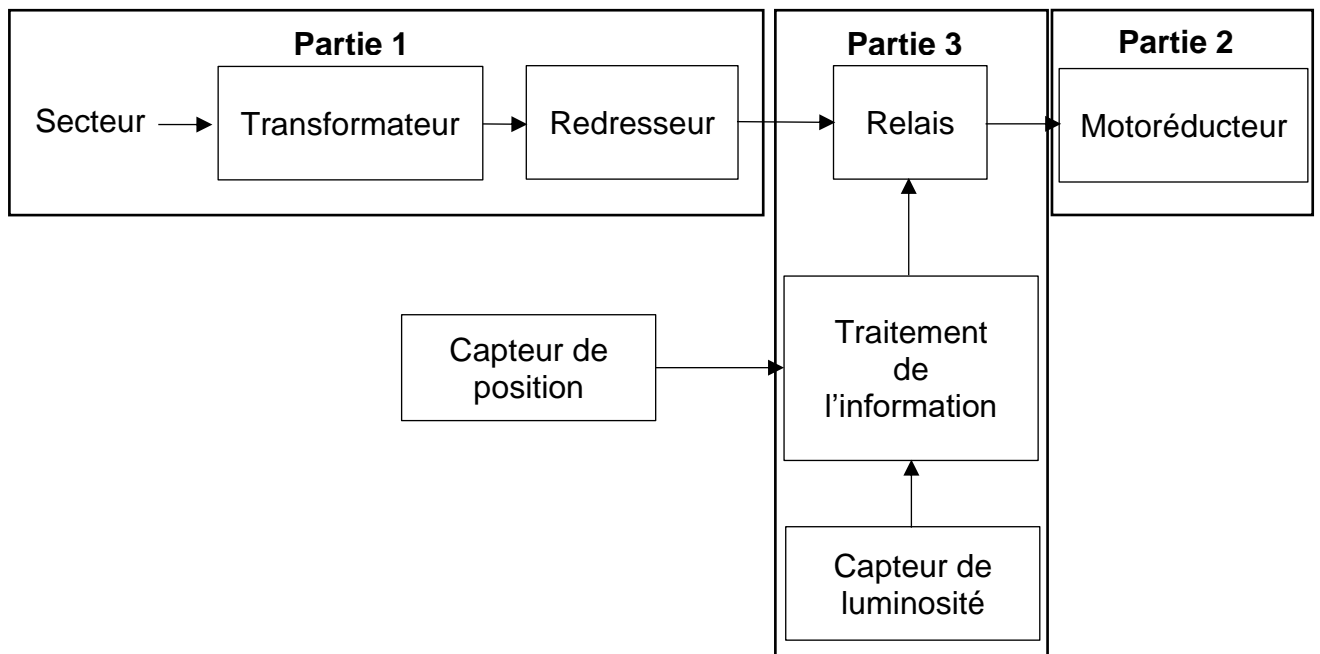 Partie 1
Partie 3
Partie 2
Secteur
Transformateur
Redresseur
Relais
Motoréducteur
Capteur de
position
Traitement
de
l’information
Capteur de
luminosité